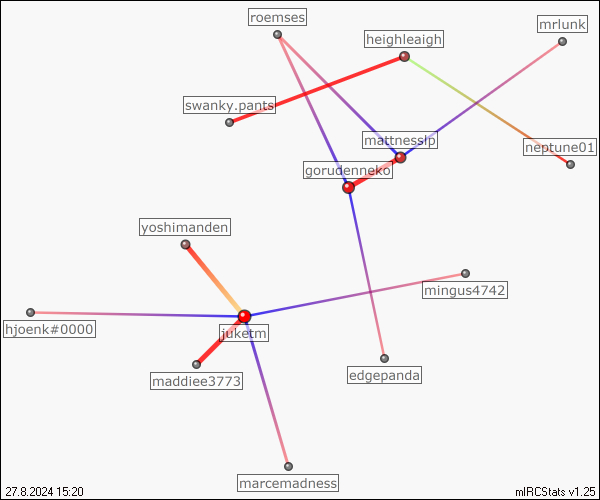 roemses
mrlunk
heighleaigh
swanky.pants
mattnesslp
neptune01
gorudenneko
yoshimanden
mingus4742
hjoenk#0000
juketm
edgepanda
maddiee3773
marcemadness
27.8.2024 15:20
mIRCStats v1.25